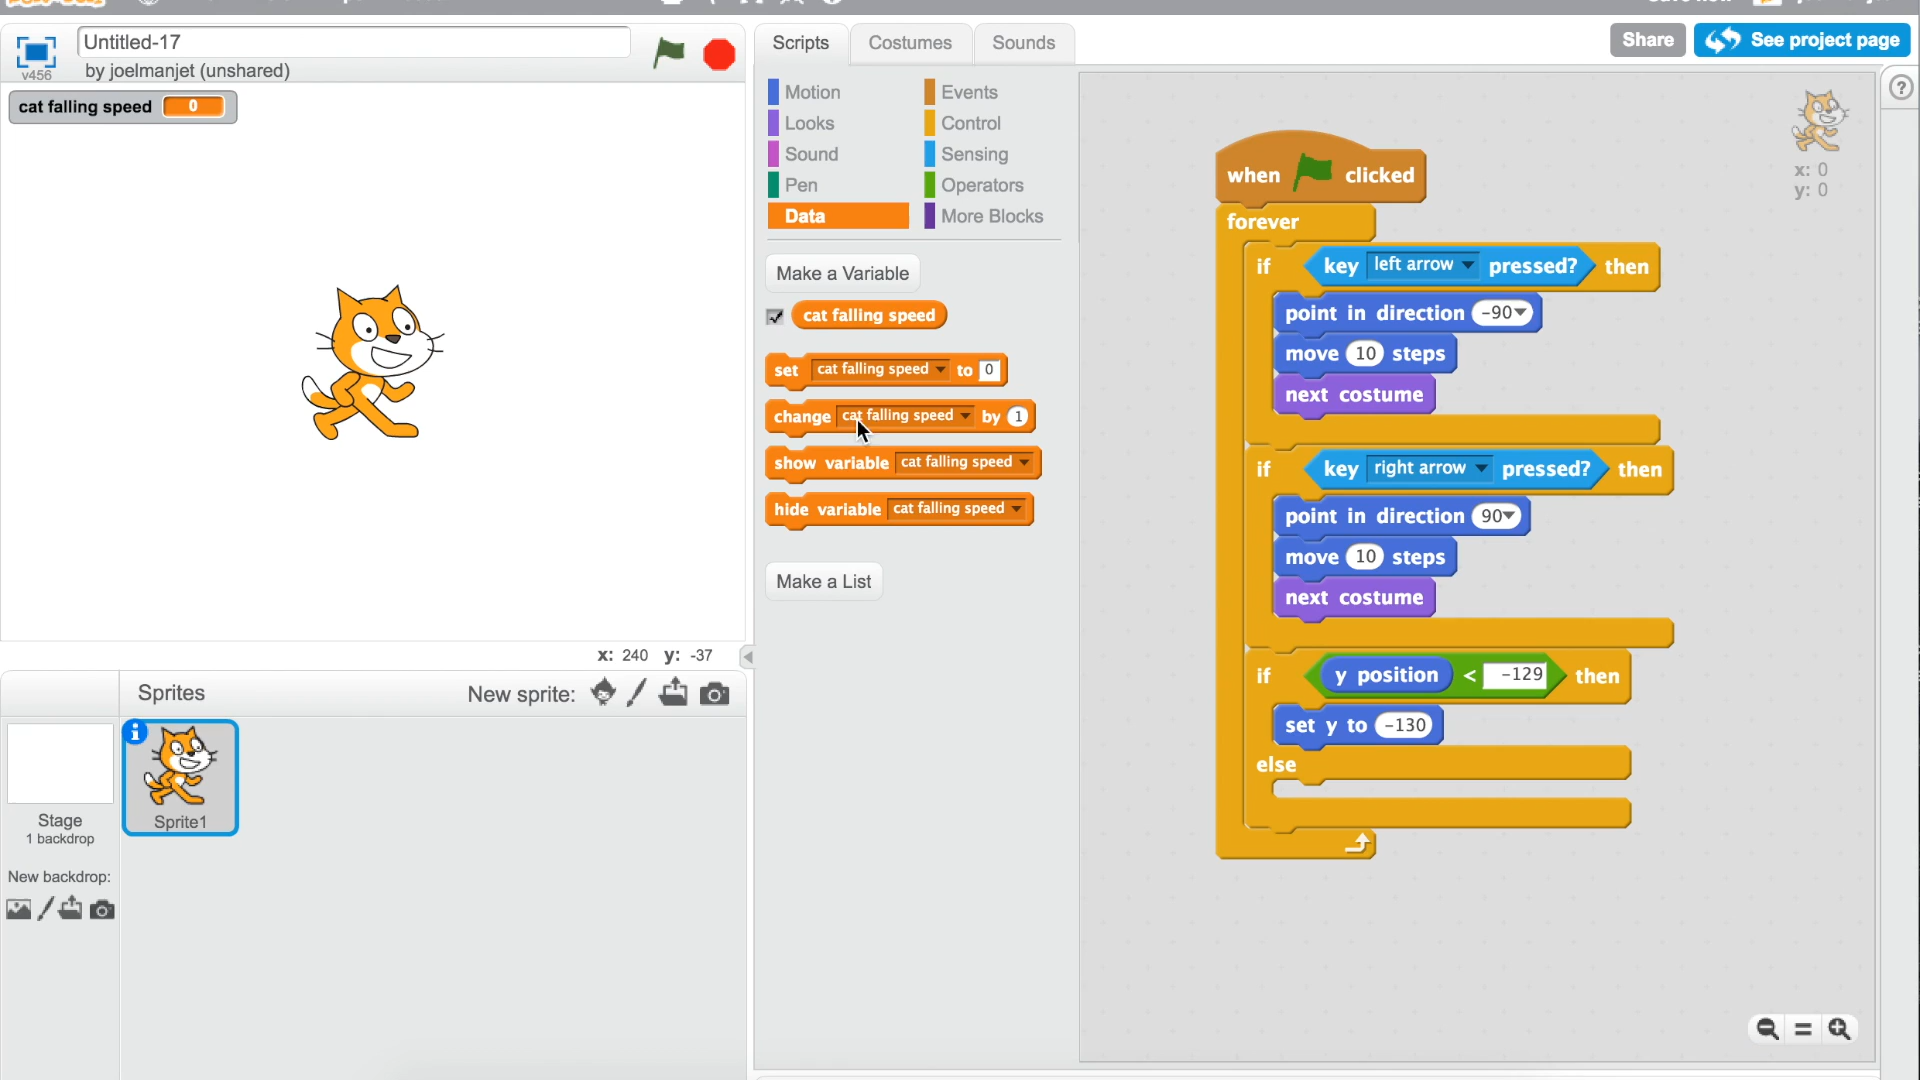 Untitled-17
v456
by joelmanjet (unshared)
cat falling speed 0
x: 240 y: -37
Sprites
New sprite:
Stage
1 backdrop
New backdrop:
Sprite1
Scripts
Costumes
Sounds
Share
See project page
?
Motion
Looks
Sound
Pen
Data
Events
Control
Sensing
Operators
More Blocks
Make a Variable
cat falling speed
set cat falling speed to 0
change cat falling speed by 1
show variable cat falling speed
hide variable cat falling speed
Make a List
x: 0
y: 0
when clicked
forever
if key left arrow pressed? then
point in direction -90
move 10 steps
next costume
if key right arrow pressed? then
point in direction 90
move 10 steps
next costume
if y position < -129 then
set y to -130
else